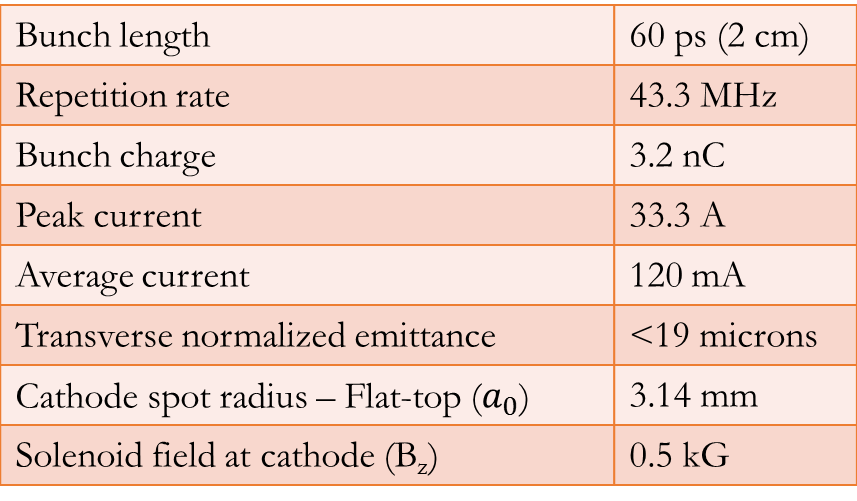 Bunch length 60 ps (2 cm)
Repetition rate 43.3 MHz
Bunch charge 3.2 nC
Peak current 33.3 A
Average current 120 mA
Transverse normalized emittance <19 microns
Cathode spot radius – Flat-top (𝑎₀) 3.14 mm
Solenoid field at cathode (B_z) 0.5 kG